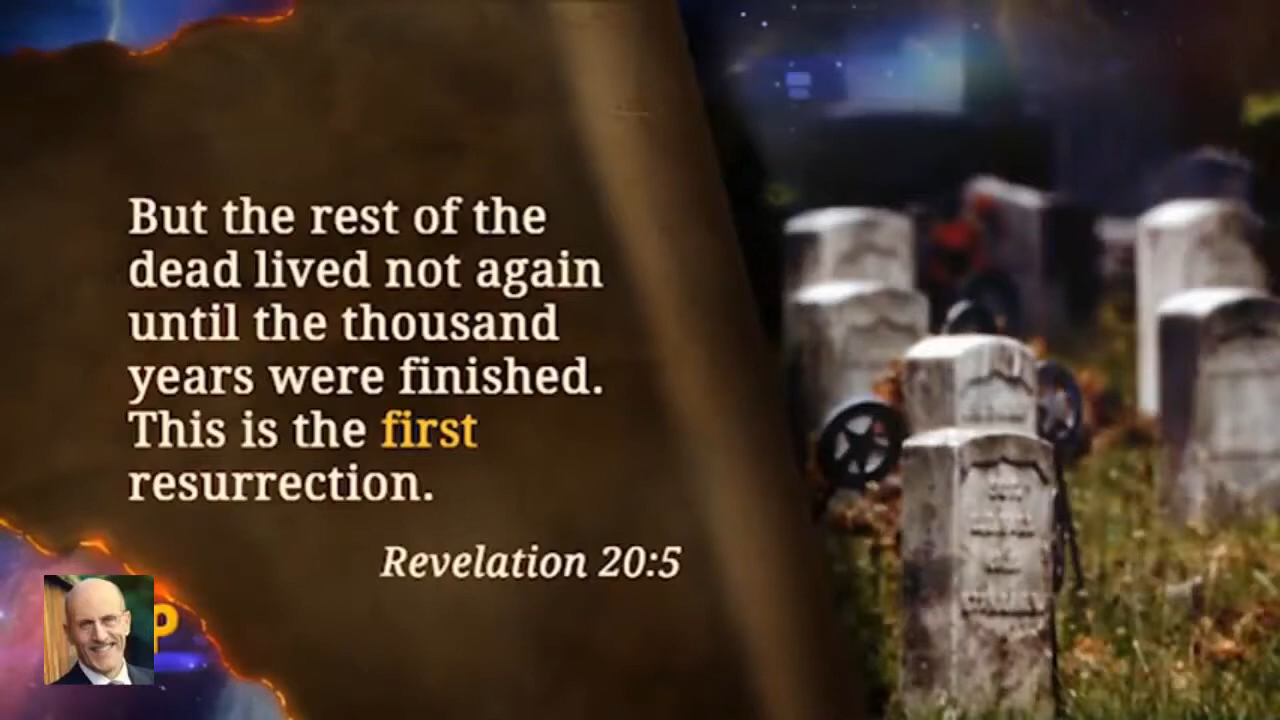 But the rest of the
dead lived not again
until the thousand
years were finished.
This is the first
resurrection.
Revelation 20:5